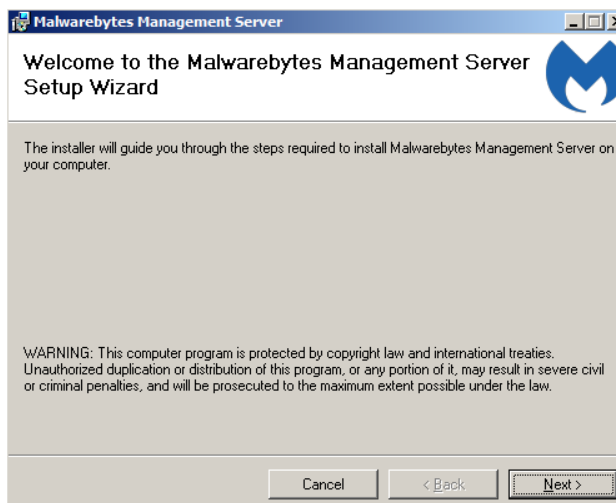 Malwarebytes Management Server
Welcome to the Malwarebytes Management Server
Setup Wizard
The installer will guide you through the steps required to install Malwarebytes Management Server on
your computer.
WARNING: This computer program is protected by copyright law and international treaties.
Unauthorized duplication or distribution of this program, or any portion of it, may result in severe civil
or criminal penalties, and will be prosecuted to the maximum extent possible under the law.
Cancel < Back Next >